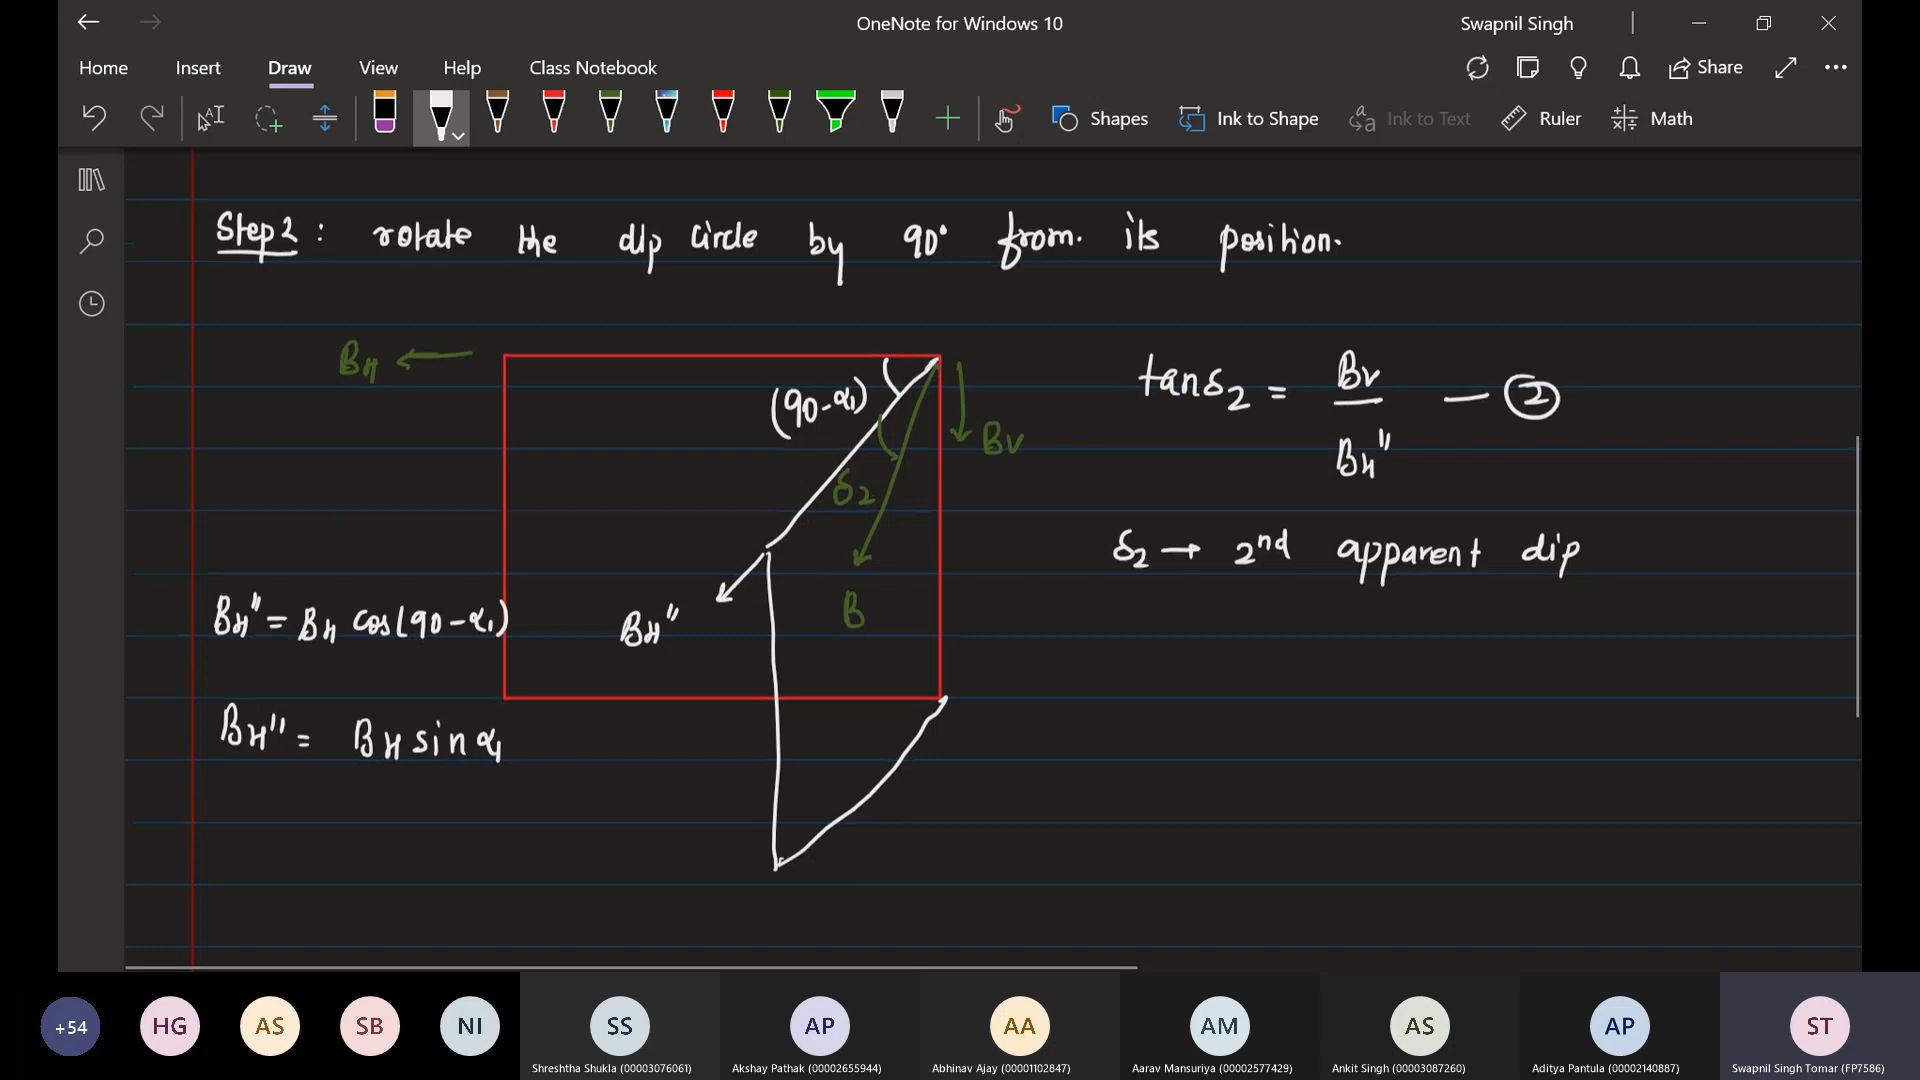 OneNote for Windows 10
Swapnil Singh
Home Insert Draw View Help Class Notebook
Share
Shapes Ink to Shape Ink to Text Ruler Math
Step 2 : rotate the dip circle by 90° from its position.
BH
(90-α1)
Bv
δ2
B
BH"
BH" = BH cos(90-α1)
BH" = BH sin α1
tan δ2 = Bv / BH" — 2
δ2 → 2nd apparent dip
+54 HG AS SB NI SS AP AA AM AS AP ST
Shreshtha Shukla (00003076061) Akshay Pathak (00002655944) Abhinav Ajay (00001102847) Aarav Mansuriya (00002577429) Ankit Singh (00003087260) Aditya Pantula (00002140887) Swapnil Singh Tomar (FP7586)